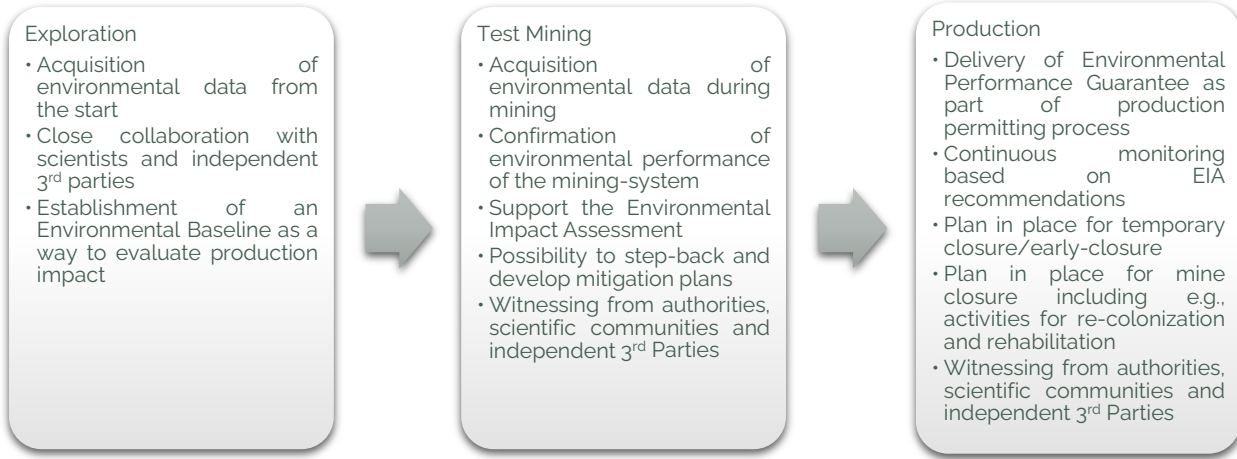 Exploration
• Acquisition of
environmental data from
the start
• Close collaboration with
scientists and independent
3rd parties
• Establishment of an
Environmental Baseline as a
way to evaluate production
impact
Test Mining
• Acquisition of
environmental data during
mining
• Confirmation of
environmental performance
of the mining-system
• Support the Environmental
Impact Assessment
• Possibility to step-back and
develop mitigation plans
• Witnessing from authorities,
scientific communities and
independent 3rd Parties
Production
• Delivery of Environmental
Performance Guarantee as
part of production
permitting process
• Continuous monitoring
based on EIA
recommendations
• Plan in place for temporary
closure/early-closure
• Plan in place for mine
closure including e.g.,
activities for re-colonization
and rehabilitation
• Witnessing from authorities,
scientific communities and
independent 3rd Parties